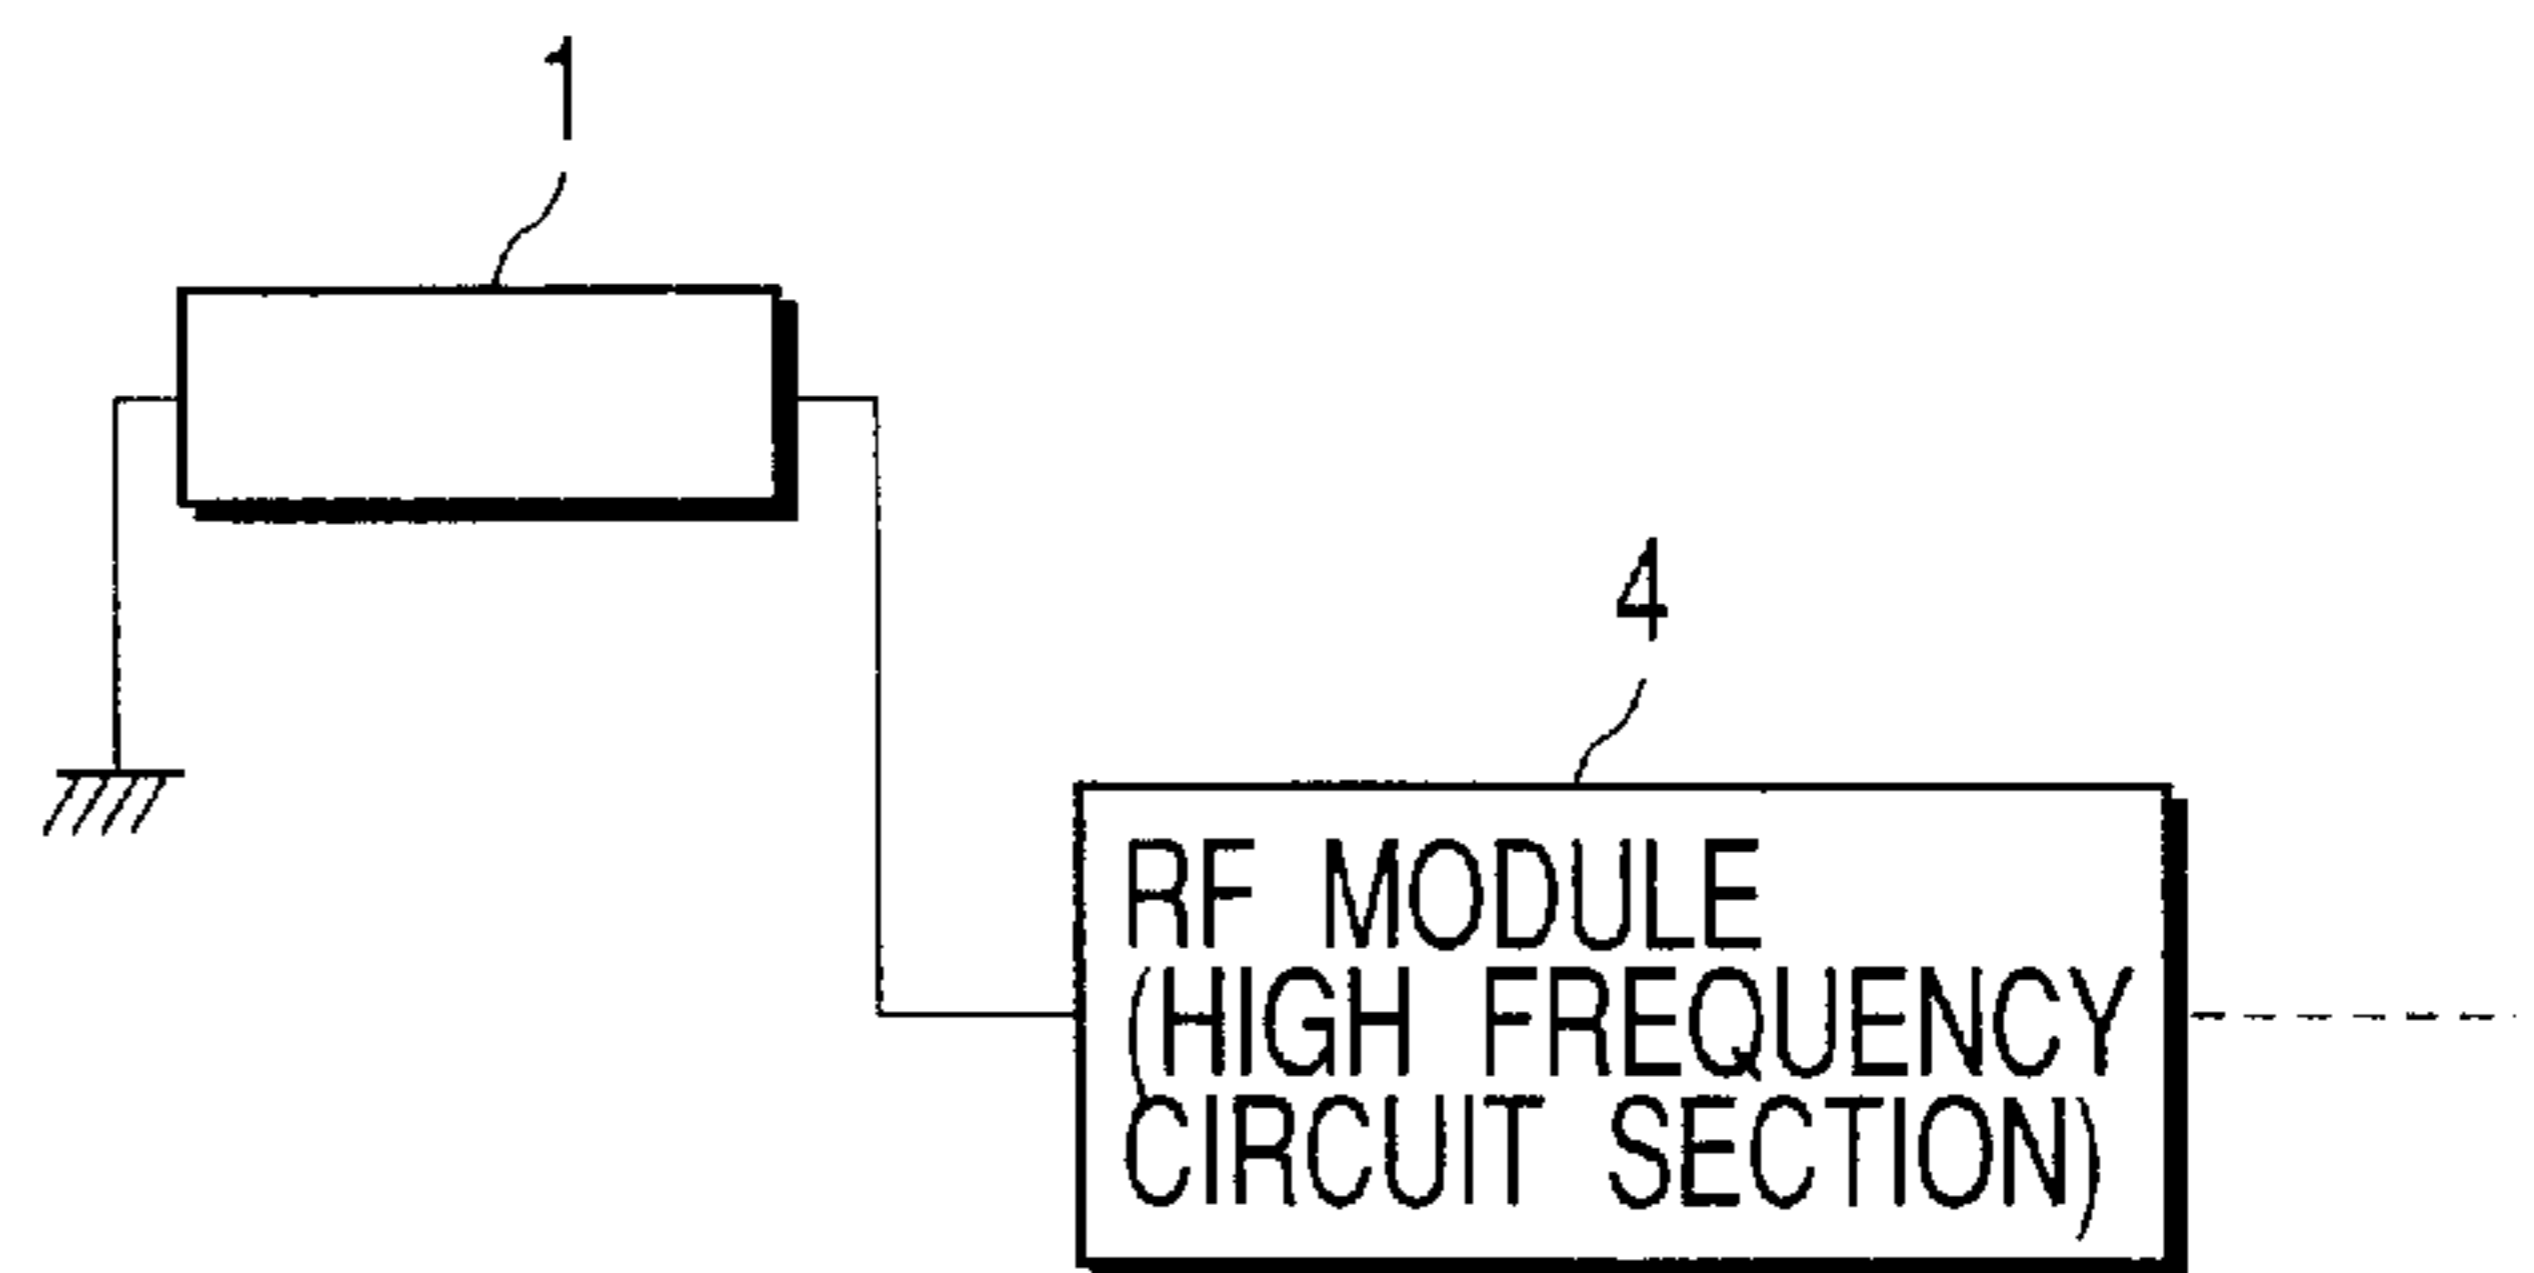 1
4
RF MODULE
(HIGH FREQUENCY
CIRCUIT SECTION)